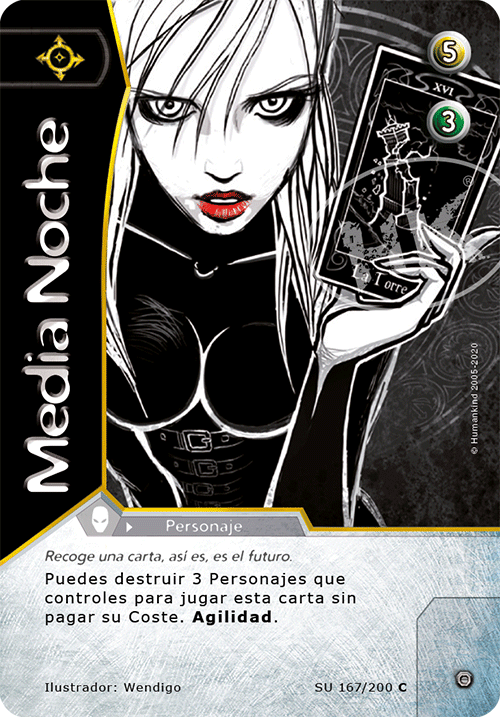 5
XVI
3
La Torre
Media Noche
© Humankind 2005-2020
Personaje
Recoge una carta, así es, es el futuro.
Puedes destruir 3 Personajes que
controles para jugar esta carta sin
pagar su Coste. Agilidad.
Ilustrador: Wendigo
SU 167/200 C